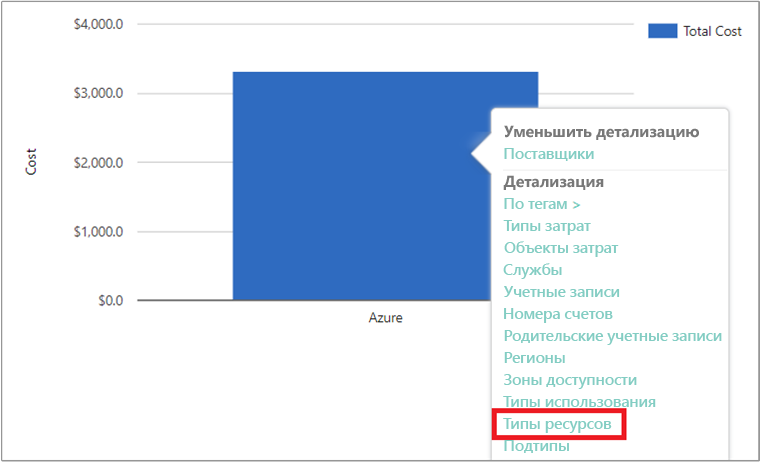 $4,000.0
Total Cost
$3,000.0
$2,000.0
$1,000.0
$0.0
Cost
Azure
Уменьшить детализацию
Поставщики
Детализация
По тегам >
Типы затрат
Объекты затрат
Службы
Учетные записи
Номера счетов
Родительские учетные записи
Регионы
Зоны доступности
Типы использования
Типы ресурсов
Подтипы